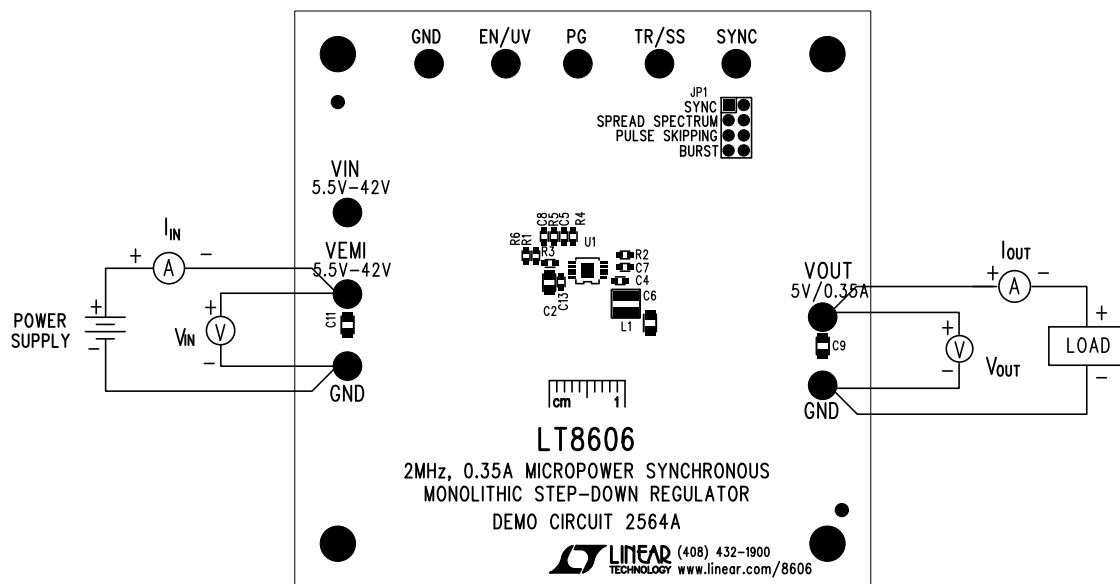 GND EN/UV PG TR/SS SYNC
JP1
SYNC
SPREAD SPECTRUM
PULSE SKIPPING
BURST
VIN
5.5V-42V
VEMI
5.5V-42V
IIN
+ A -
POWER
SUPPLY
+
-
VIN
+
V
-
C11
GND
R6
R1
C8
R5
C5
R4
U1
R3
R2
C7
C4
C2
C13
C6
L1
VOUT
5V/0.35A
C9
GND
IOUT
+ A -
+
V
-
VOUT
+
LOAD
-
cm 1
LT8606
2MHz, 0.35A MICROPOWER SYNCHRONOUS
MONOLITHIC STEP-DOWN REGULATOR
DEMO CIRCUIT 2564A
LINEAR
TECHNOLOGY
(408) 432-1900
www.linear.com/8606